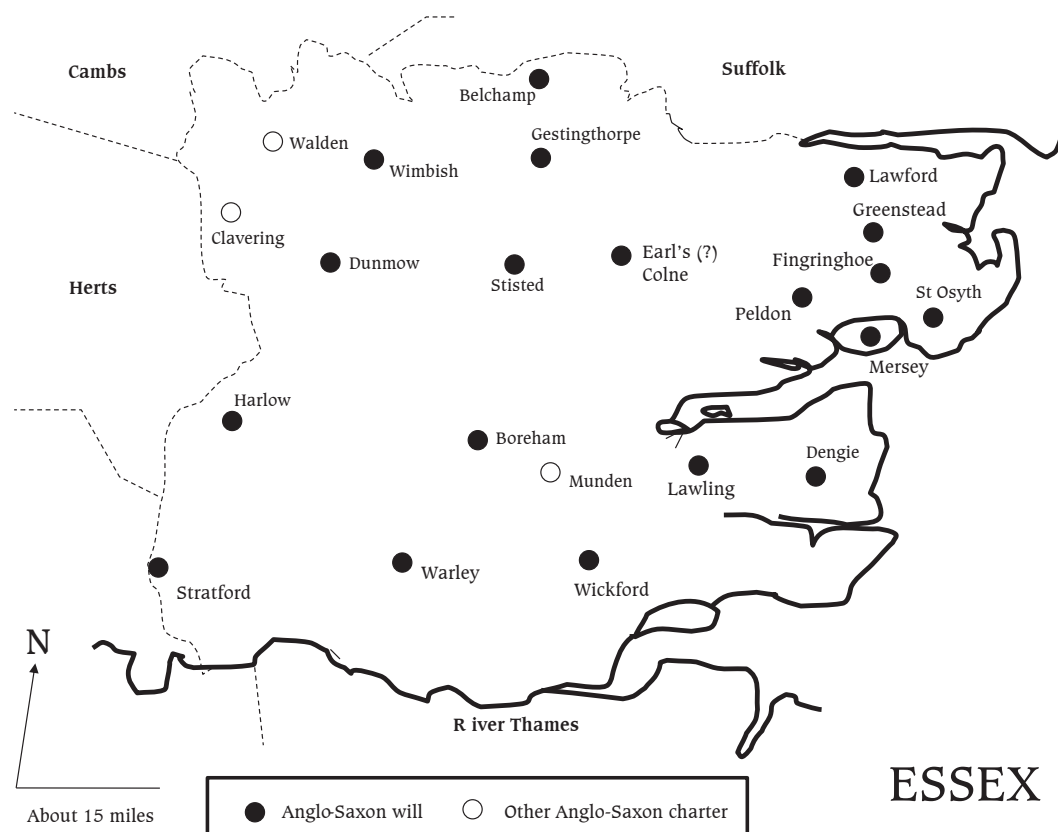 Cambs
Suffolk
Belchamp
Gestingthorpe
Walden
Wimbish
Lawford
Greenstead
Clavering
Dunmow
Earl's (?)
Colne
Fingringhoe
Stisted
Herts
St Osyth
Peldon
Mersey
Harlow
Boreham
Dengie
Munden
Lawling
Warley
Wickford
Stratford
N
R iver Thames
ESSEX
About 15 miles
Anglo-Saxon will
Other Anglo-Saxon charter